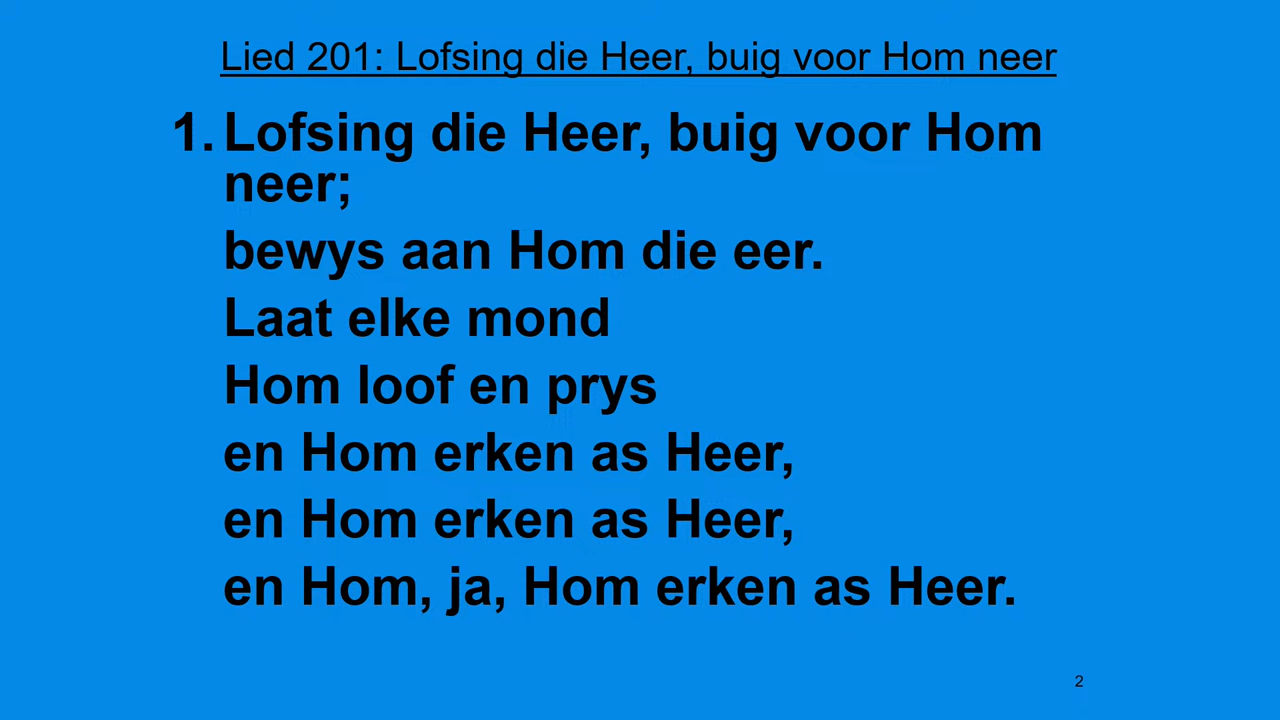 Lied 201: Lofsing die Heer, buig voor Hom neer
1. Lofsing die Heer, buig voor Hom
neer;
bewys aan Hom die eer.
Laat elke mond
Hom loof en prys
en Hom erken as Heer,
en Hom erken as Heer,
en Hom, ja, Hom erken as Heer.
2